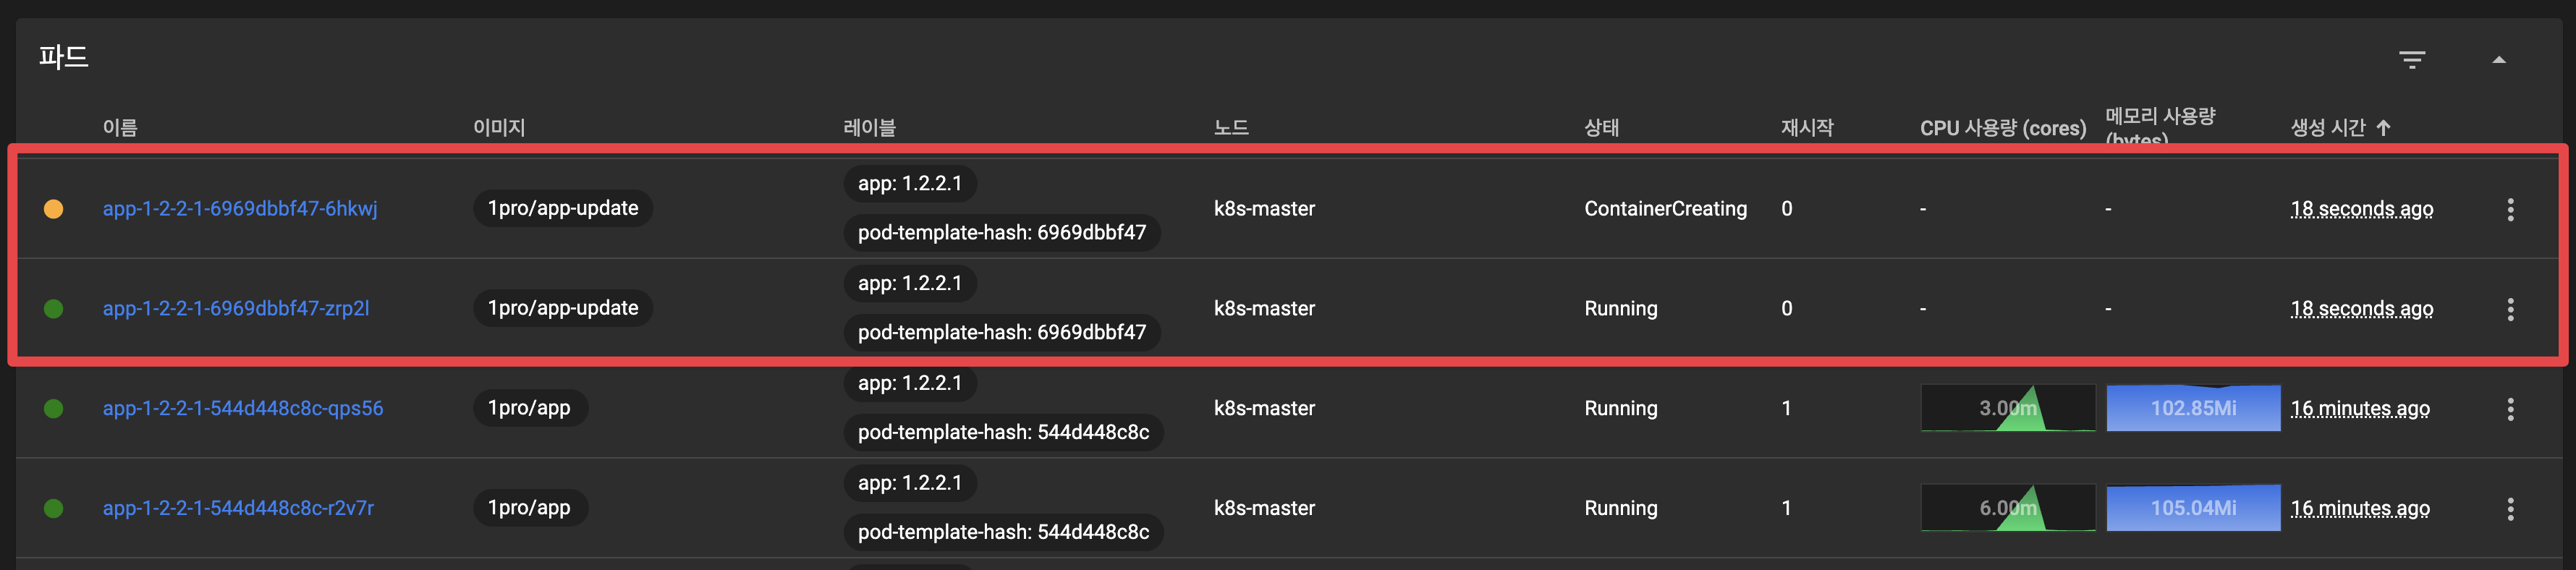 파드
이름 이미지 레이블 노드 상태 재시작 CPU 사용량 (cores) 메모리 사용량 (bytes) 생성 시간
app-1-2-2-1-6969dbbf47-6hkwj 1pro/app-update app: 1.2.2.1 pod-template-hash: 6969dbbf47 k8s-master ContainerCreating 0 - - 18 seconds ago
app-1-2-2-1-6969dbbf47-zrp2l 1pro/app-update app: 1.2.2.1 pod-template-hash: 6969dbbf47 k8s-master Running 0 - - 18 seconds ago
app-1-2-2-1-544d448c8c-qps56 1pro/app app: 1.2.2.1 pod-template-hash: 544d448c8c k8s-master Running 1 3.00m 102.85Mi 16 minutes ago
app-1-2-2-1-544d448c8c-r2v7r 1pro/app app: 1.2.2.1 pod-template-hash: 544d448c8c k8s-master Running 1 6.00m 105.04Mi 16 minutes ago